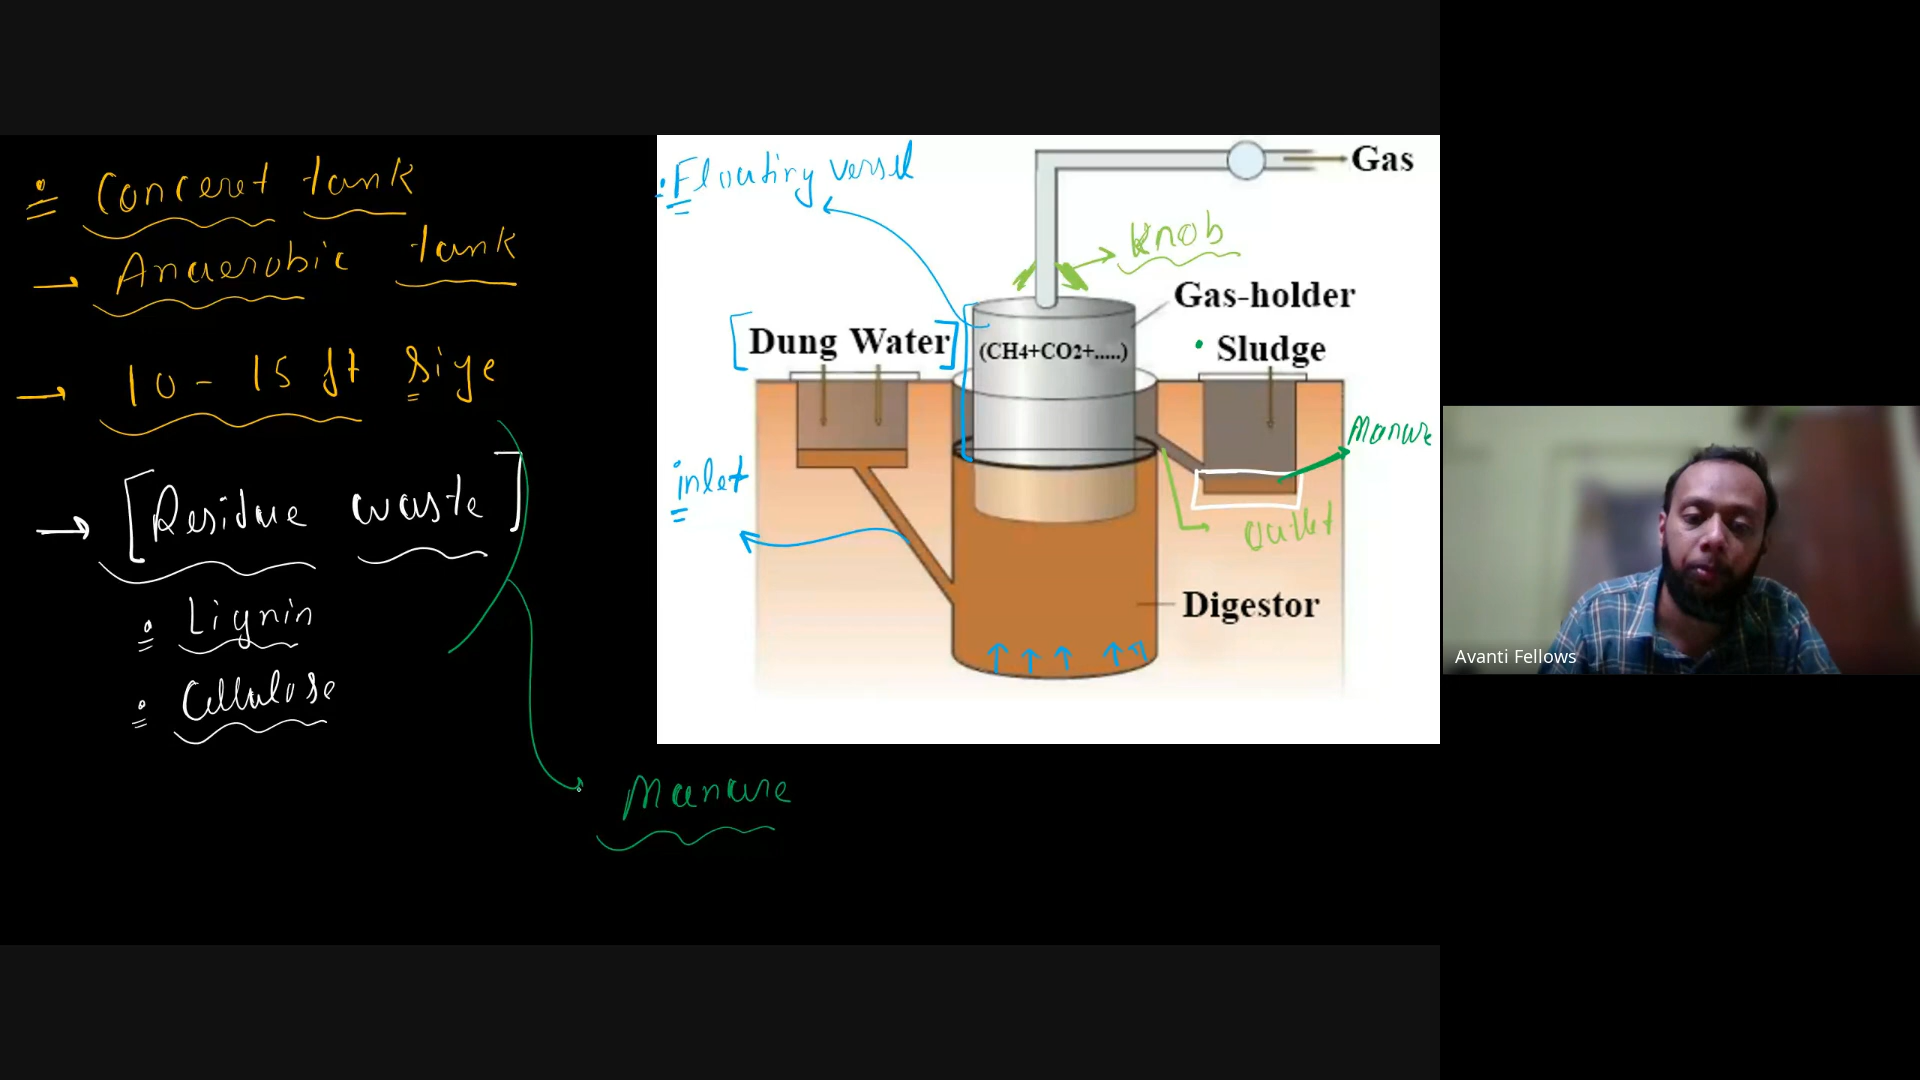 Conceret tank
→ Anaerobic tank
→ 10 - 15 ft size
→ [Residue waste]
Lignin
Cellulose
Manure
Floating vessel
Gas
Knob
Gas-holder
[Dung Water]
(CH4+CO2+.....)
• Sludge
Manure
inlet
outlet
Digestor
Avanti Fellows